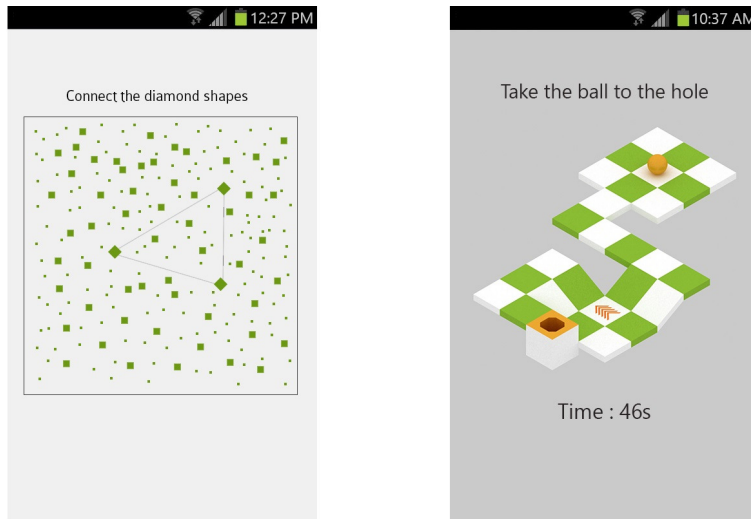 12:27 PM
Connect the diamond shapes
10:37 AM
Take the ball to the hole
Time : 46s